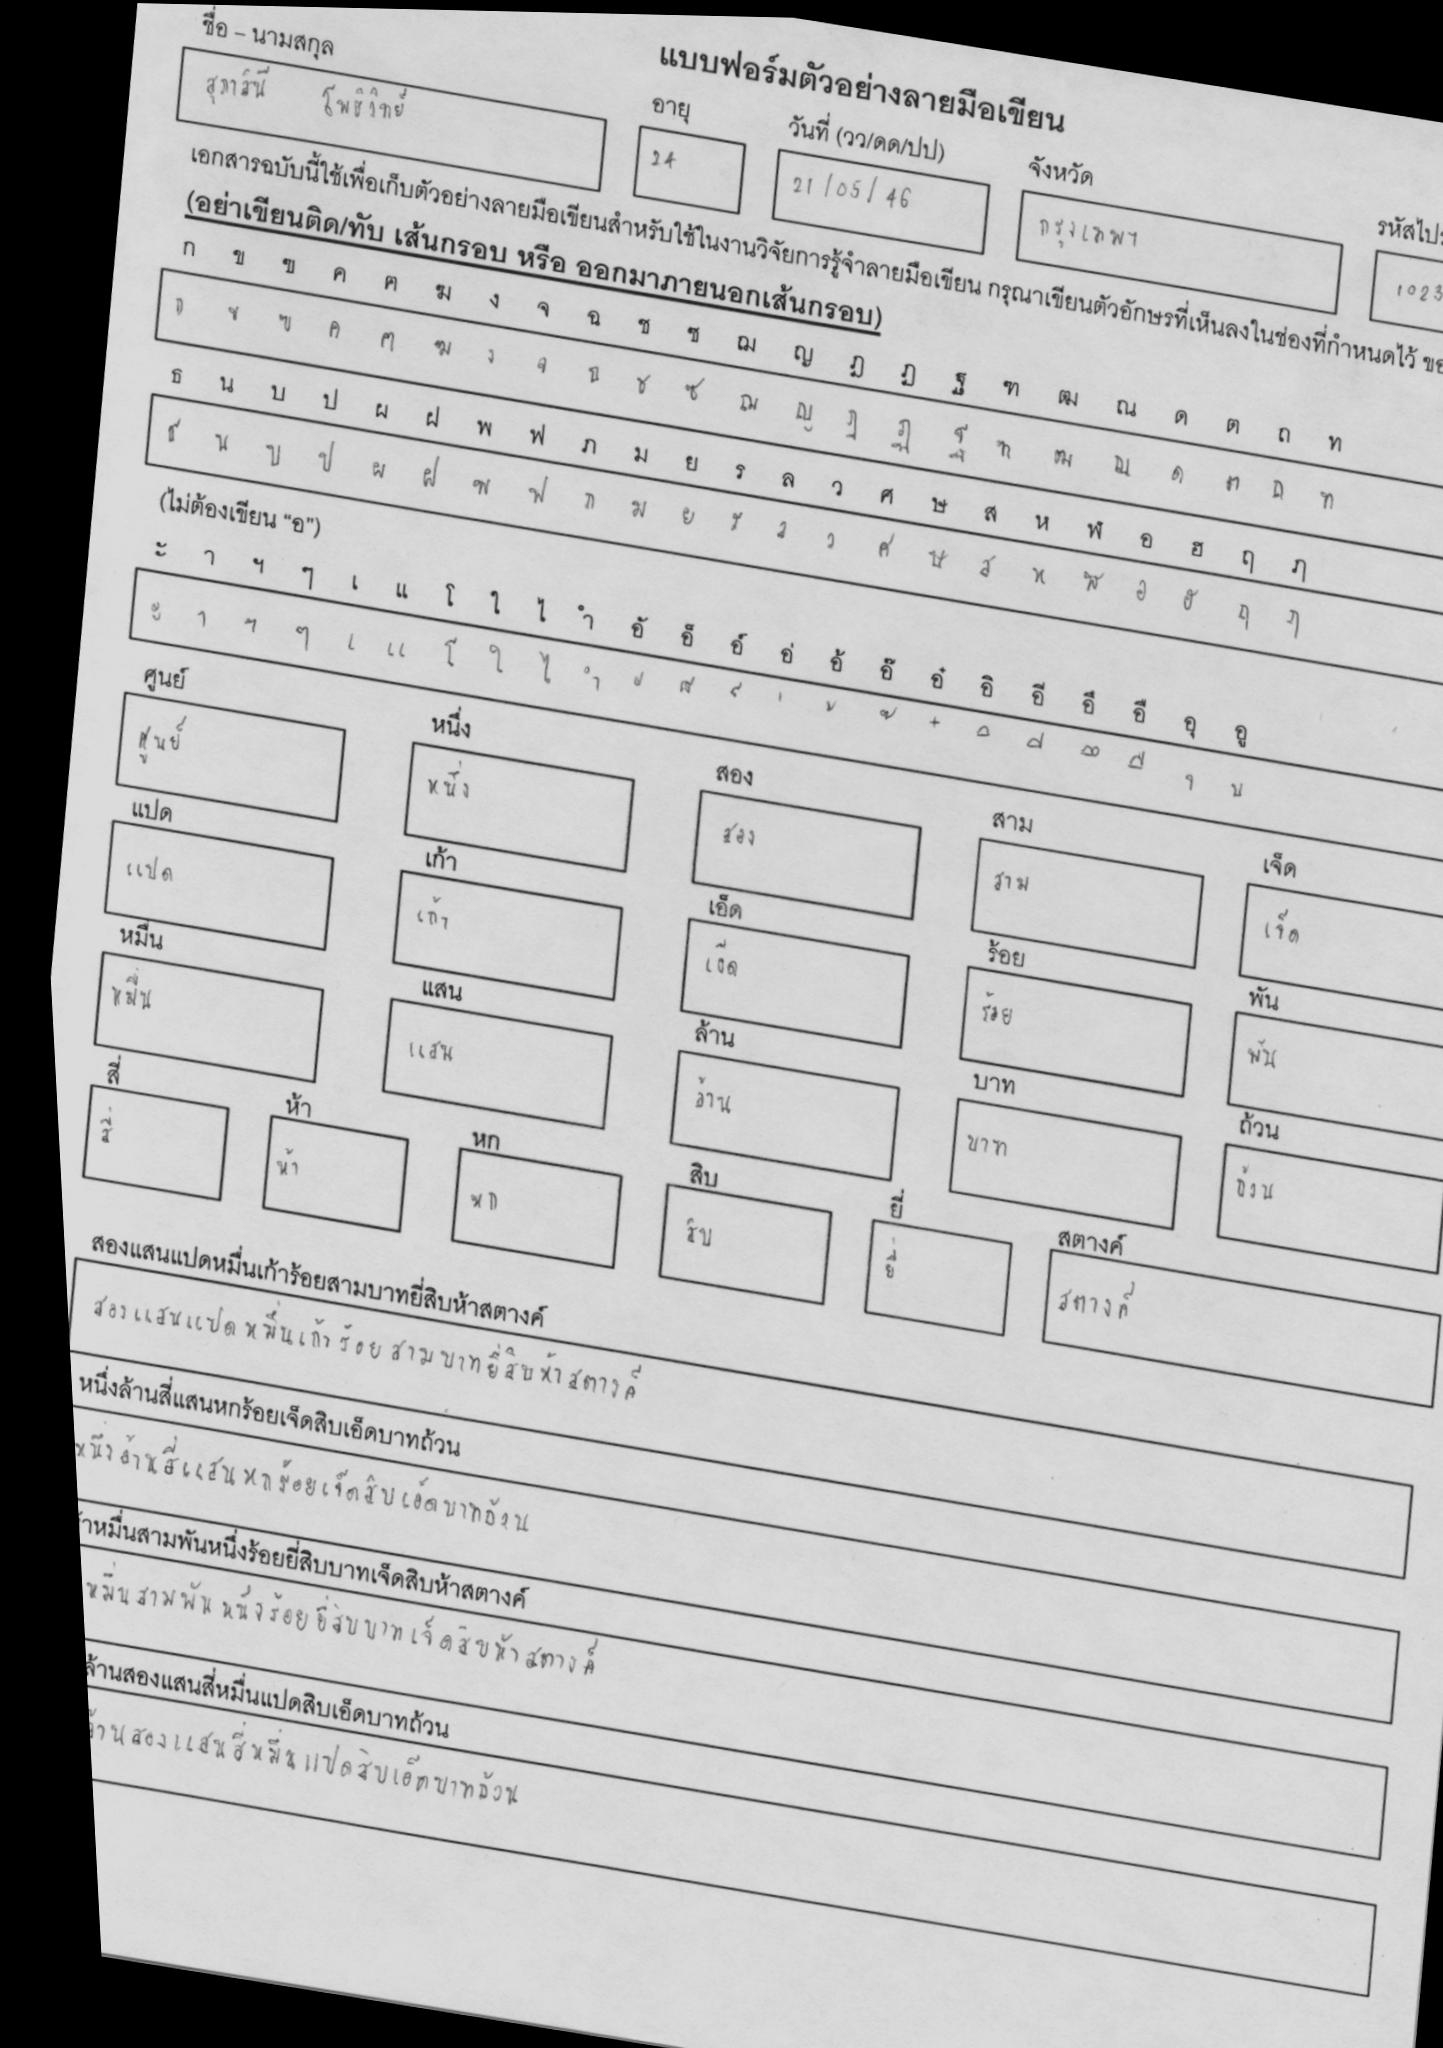 แบบฟอร์มตัวอย่างลายมือเขียน
ชื่อ – นามสกุล อายุ วันที่ (วว/ดด/ปป) จังหวัด
สุภาวินี โพธิวิทย์ 24 21/05/46 กรุงเทพฯ 1023
เอกสารฉบับนี้ใช้เพื่อเก็บตัวอย่างลายมือเขียนสำหรับใช้ในงานวิจัยการรู้จำลายมือเขียน กรุณาเขียนตัวอักษรที่เห็นลงในช่องที่กำหนดไว้
(อย่าเขียนติด/ทับ เส้นกรอบ หรือ ออกมาภายนอกเส้นกรอบ)
ก ข ฃ ค ฅ ฆ ง จ ฉ ช ซ ฌ ญ ฎ ฏ ฐ ฑ ฒ ณ ด ต ถ ท
ก ข ฃ ค ฅ ฆ ง จ ฉ ช ซ ฌ ญ ฎ ฏ ฐ ฑ ฒ ณ ด ต ถ ท
ธ น บ ป ผ ฝ พ ฟ ภ ม ย ร ล ว ศ ษ ส ห ฬ อ ฮ ฤ ฦ
ธ น บ ป ผ ฝ พ ฟ ภ ม ย ร ล ว ศ ษ ส ห ฬ อ ฮ ฤ ฦ
(ไม่ต้องเขียน “อ”)
ะ า ฯ ๆ เ แ โ ใ ไ ำ อั อ็ อ์ อ่ อ้ อ๊ อ๋ อิ อี อึ อื อุ อู
ะ า ฯ ๆ เ แ โ ใ ไ ำ ั ็ ์ ่ ้ ๊ ๋ ิ ี ึ ื ุ ู
ศูนย์ หนึ่ง สอง สาม เจ็ด
ศูนย์ หนึ่ง สอง สาม เจ็ด
แปด เก้า เอ็ด ร้อย พัน
แปด เก้า เอ็ด ร้อย พัน
หมื่น แสน ล้าน บาท ถ้วน
หมื่น แสน ล้าน บาท ถ้วน
สี่ ห้า หก สิบ ยี่ สตางค์
สี่ ห้า หก สิบ ยี่ สตางค์
สองแสนแปดหมื่นเก้าร้อยสามบาทยี่สิบห้าสตางค์
สองแสนแปดหมื่นเก้าร้อยสามบาทยี่สิบห้าสตางค์
หนึ่งล้านสี่แสนหกร้อยเจ็ดสิบเอ็ดบาทถ้วน
หนึ่งล้านสี่แสนหกร้อยเจ็ดสิบเอ็ดบาทถ้วน
หมื่นสามพันหนึ่งร้อยยี่สิบบาทเจ็ดสิบห้าสตางค์
หมื่นสามพันหนึ่งร้อยยี่สิบบาทเจ็ดสิบห้าสตางค์
ล้านสองแสนสี่หมื่นแปดสิบเอ็ดบาทถ้วน
ล้านสองแสนสี่หมื่นแปดสิบเอ็ดบาทถ้วน